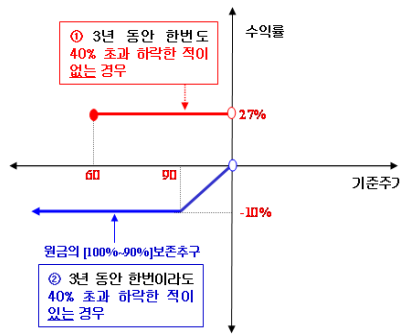 수익률
① 3년 동안 한번도
40% 초과 하락한 적이
없는 경우
27%
60
90
기준주가
-10%
원금의 [100%~90%]보존추구
② 3년 동안 한번이라도
40% 초과 하락한 적이
있는 경우